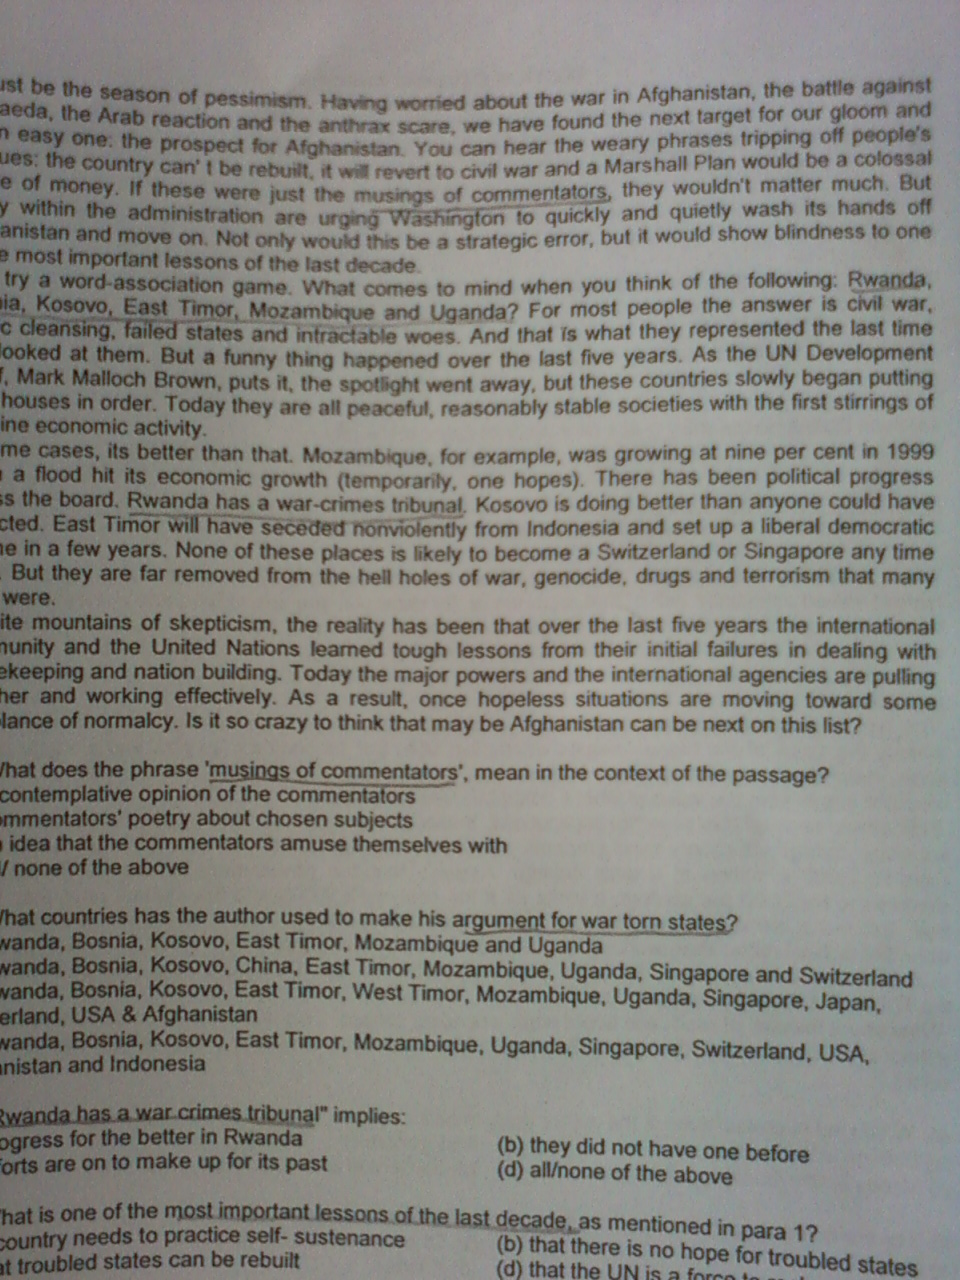 ust be the season of pessimism. Having worried about the war in Afghanistan, the battle against
aeda, the Arab reaction and the anthrax scare, we have found the next target for our gloom and
n easy one: the prospect for Afghanistan. You can hear the weary phrases tripping off people's
ues: the country can' t be rebuilt, it will revert to civil war and a Marshall Plan would be a colossal
e of money. If these were just the musings of commentators, they wouldn't matter much. But
y within the administration are urging Washington to quickly and quietly wash its hands off
anistan and move on. Not only would this be a strategic error, but it would show blindness to one
e most important lessons of the last decade.
try a word-association game. What comes to mind when you think of the following: Rwanda,
nia, Kosovo, East Timor, Mozambique and Uganda? For most people the answer is civil war,
c cleansing, failed states and intractable woes. And that is what they represented the last time
looked at them. But a funny thing happened over the last five years. As the UN Development
f, Mark Malloch Brown, puts it, the spotlight went away, but these countries slowly began putting
houses in order. Today they are all peaceful, reasonably stable societies with the first stirrings of
ine economic activity.
me cases, its better than that. Mozambique, for example, was growing at nine per cent in 1999
a flood hit its economic growth (temporarily, one hopes). There has been political progress
ss the board. Rwanda has a war-crimes tribunal. Kosovo is doing better than anyone could have
cted. East Timor will have seceded nonviolently from Indonesia and set up a liberal democratic
ne in a few years. None of these places is likely to become a Switzerland or Singapore any time
. But they are far removed from the hell holes of war, genocide, drugs and terrorism that many
were.
ite mountains of skepticism, the reality has been that over the last five years the international
munity and the United Nations learned tough lessons from their initial failures in dealing with
ekeeping and nation building. Today the major powers and the international agencies are pulling
her and working effectively. As a result, once hopeless situations are moving toward some
blance of normalcy. Is it so crazy to think that may be Afghanistan can be next on this list?
What does the phrase 'musings of commentators', mean in the context of the passage?
contemplative opinion of the commentators
ommentators' poetry about chosen subjects
idea that the commentators amuse themselves with
l/ none of the above
What countries has the author used to make his argument for war torn states?
wanda, Bosnia, Kosovo, East Timor, Mozambique and Uganda
wanda, Bosnia, Kosovo, China, East Timor, Mozambique, Uganda, Singapore and Switzerland
wanda, Bosnia, Kosovo, East Timor, West Timor, Mozambique, Uganda, Singapore, Japan,
erland, USA & Afghanistan
wanda, Bosnia, Kosovo, East Timor, Mozambique, Uganda, Singapore, Switzerland, USA,
anistan and Indonesia
Rwanda has a war crimes tribunal" implies:
ogress for the better in Rwanda (b) they did not have one before
forts are on to make up for its past (d) all/none of the above
hat is one of the most important lessons of the last decade, as mentioned in para 1?
country needs to practice self- sustenance (b) that there is no hope for troubled states
at troubled states can be rebuilt (d) that the UN is a force to